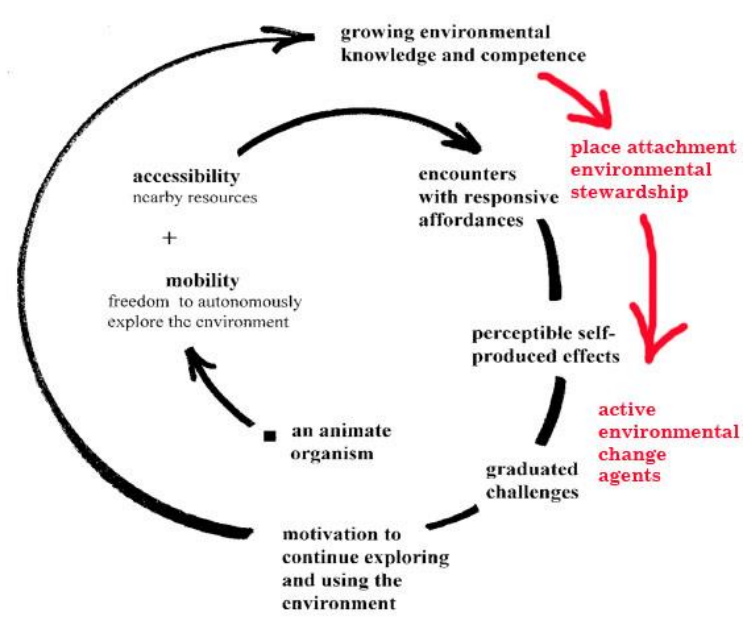 growing environmental
knowledge and competence
place attachment
environmental
stewardship
accessibility
nearby resources
+
mobility
freedom to autonomously
explore the environment
encounters
with responsive
affordances
perceptible self-
produced effects
active
environmental
change
agents
an animate
organism
graduated
challenges
motivation to
continue exploring
and using the
environment